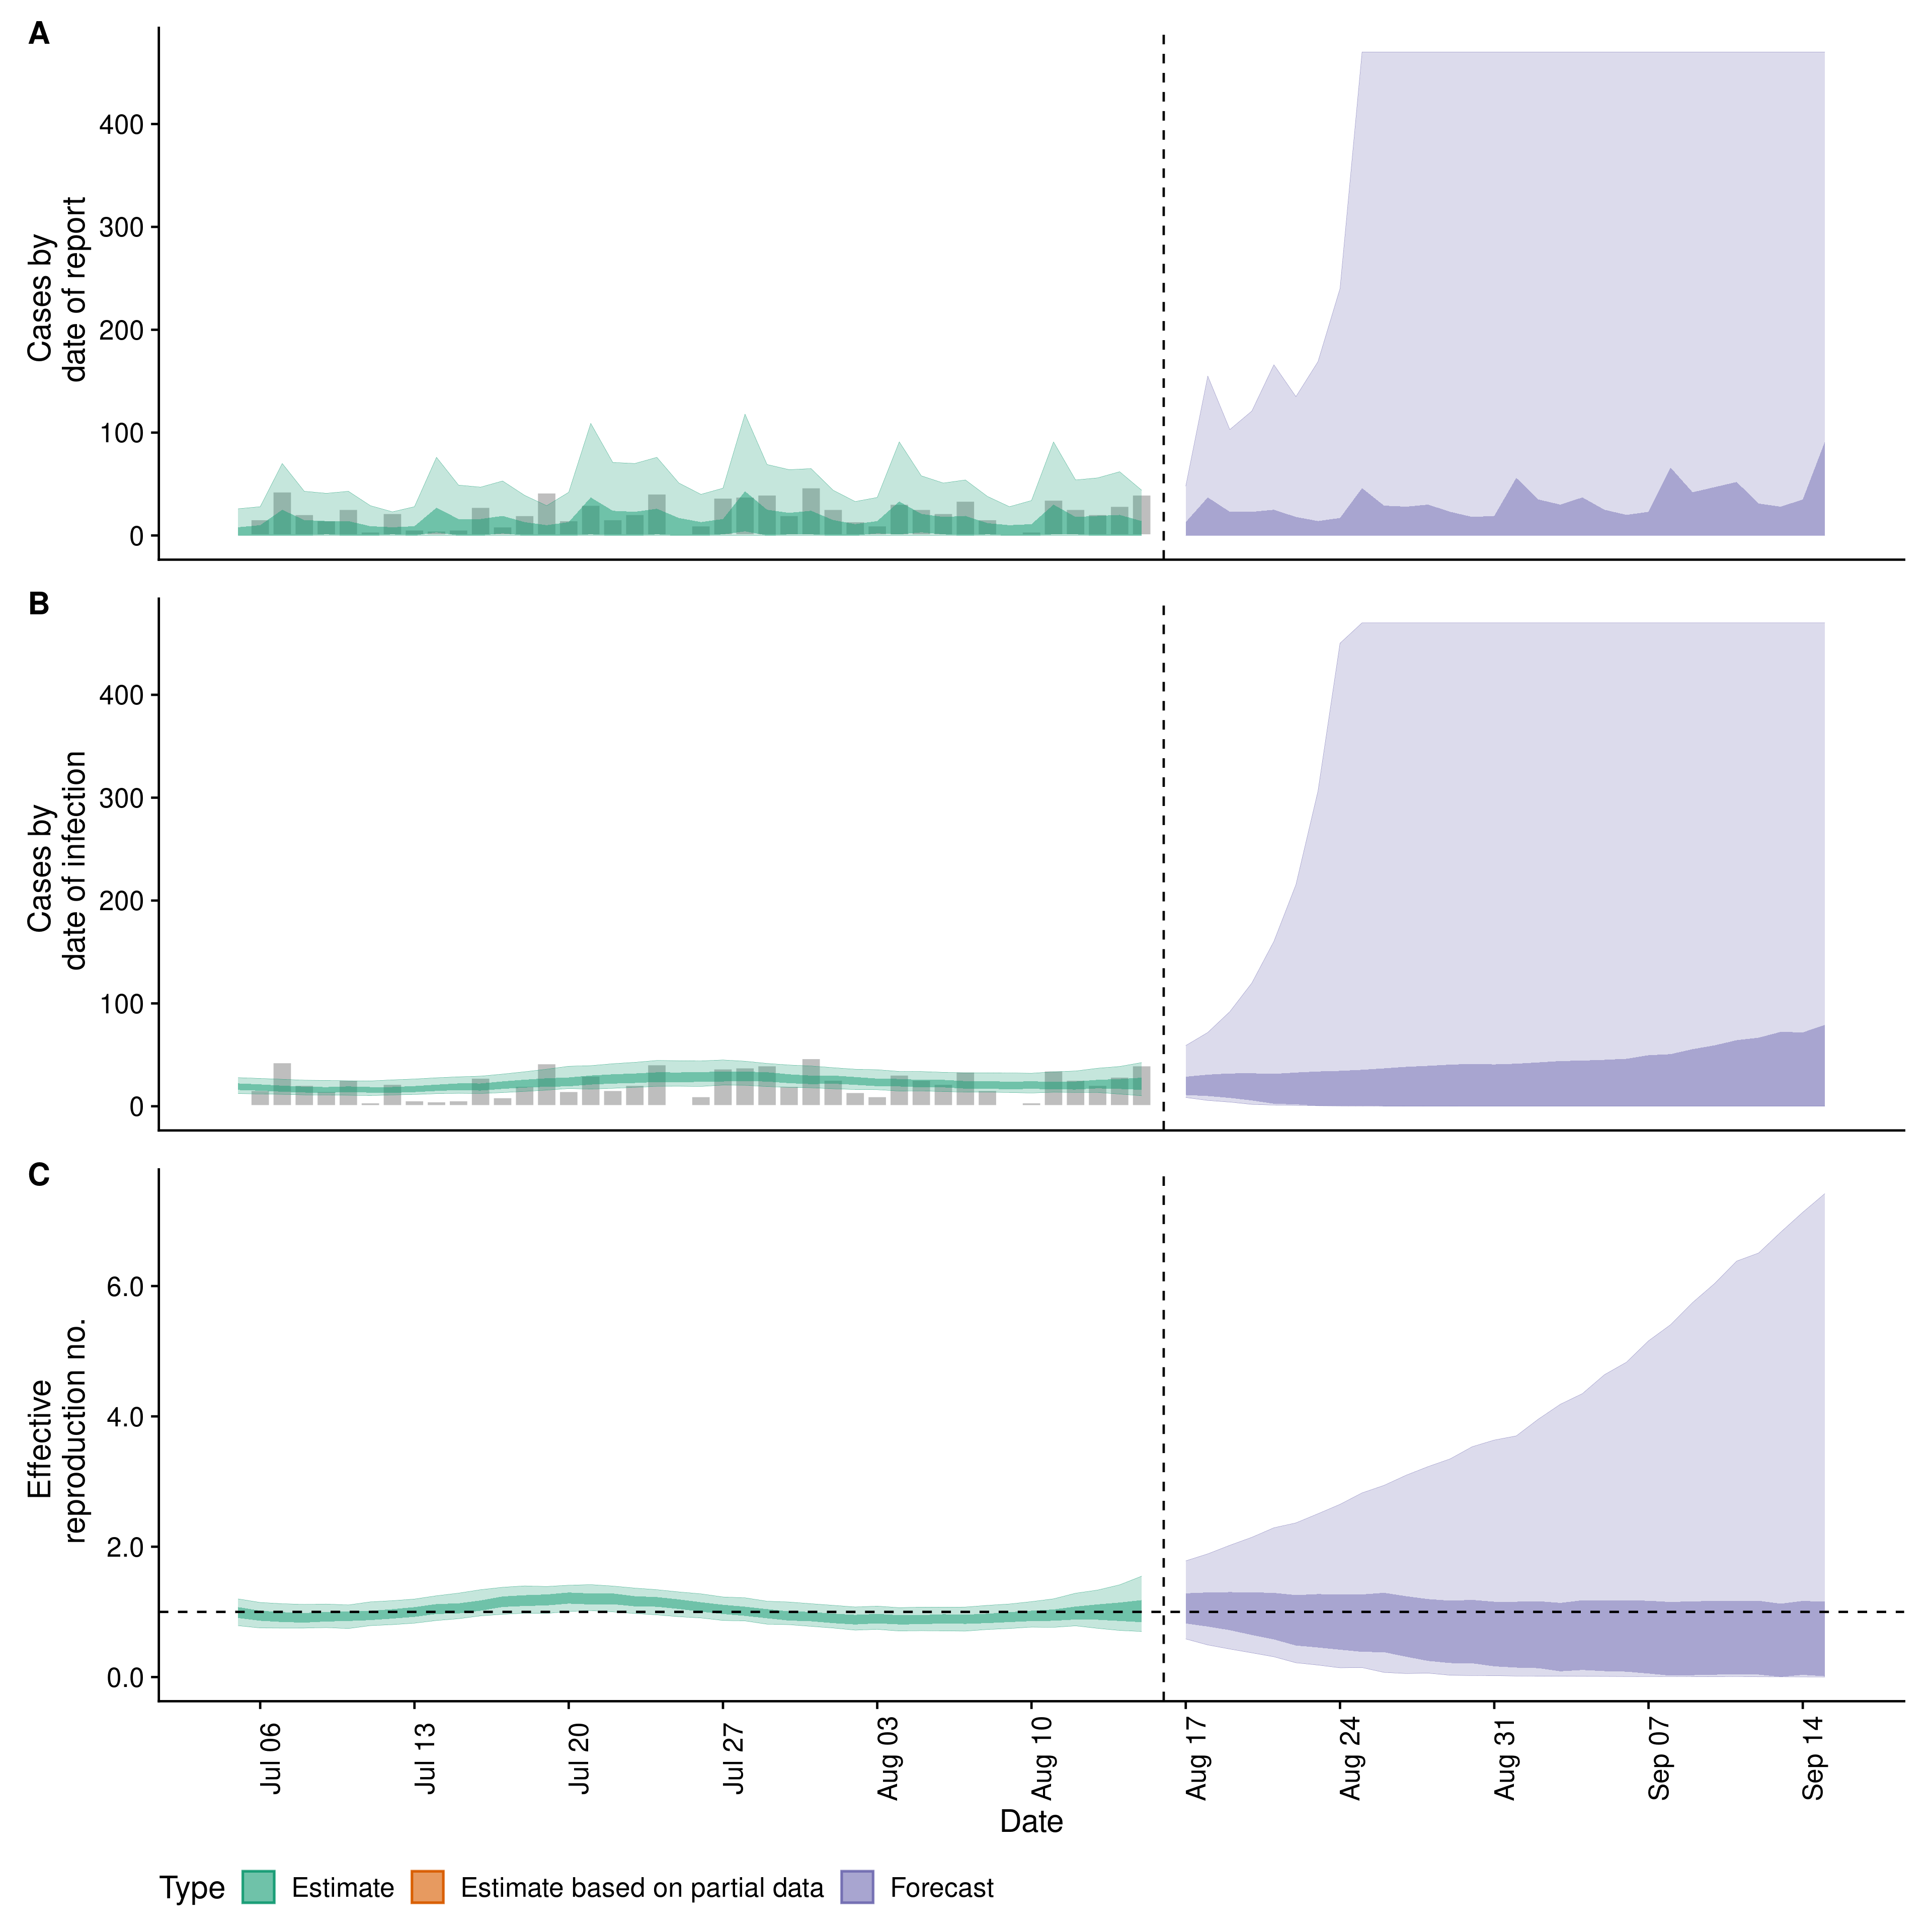 A
Cases by
date of report
400
300
200
100
0
B
Cases by
date of infection
400
300
200
100
0
C
Effective
reproduction no.
6.0
4.0
2.0
0.0
Jul 06
Jul 13
Jul 20
Jul 27
Aug 03
Aug 10
Aug 17
Aug 24
Aug 31
Sep 07
Sep 14
Date
Type Estimate Estimate based on partial data Forecast